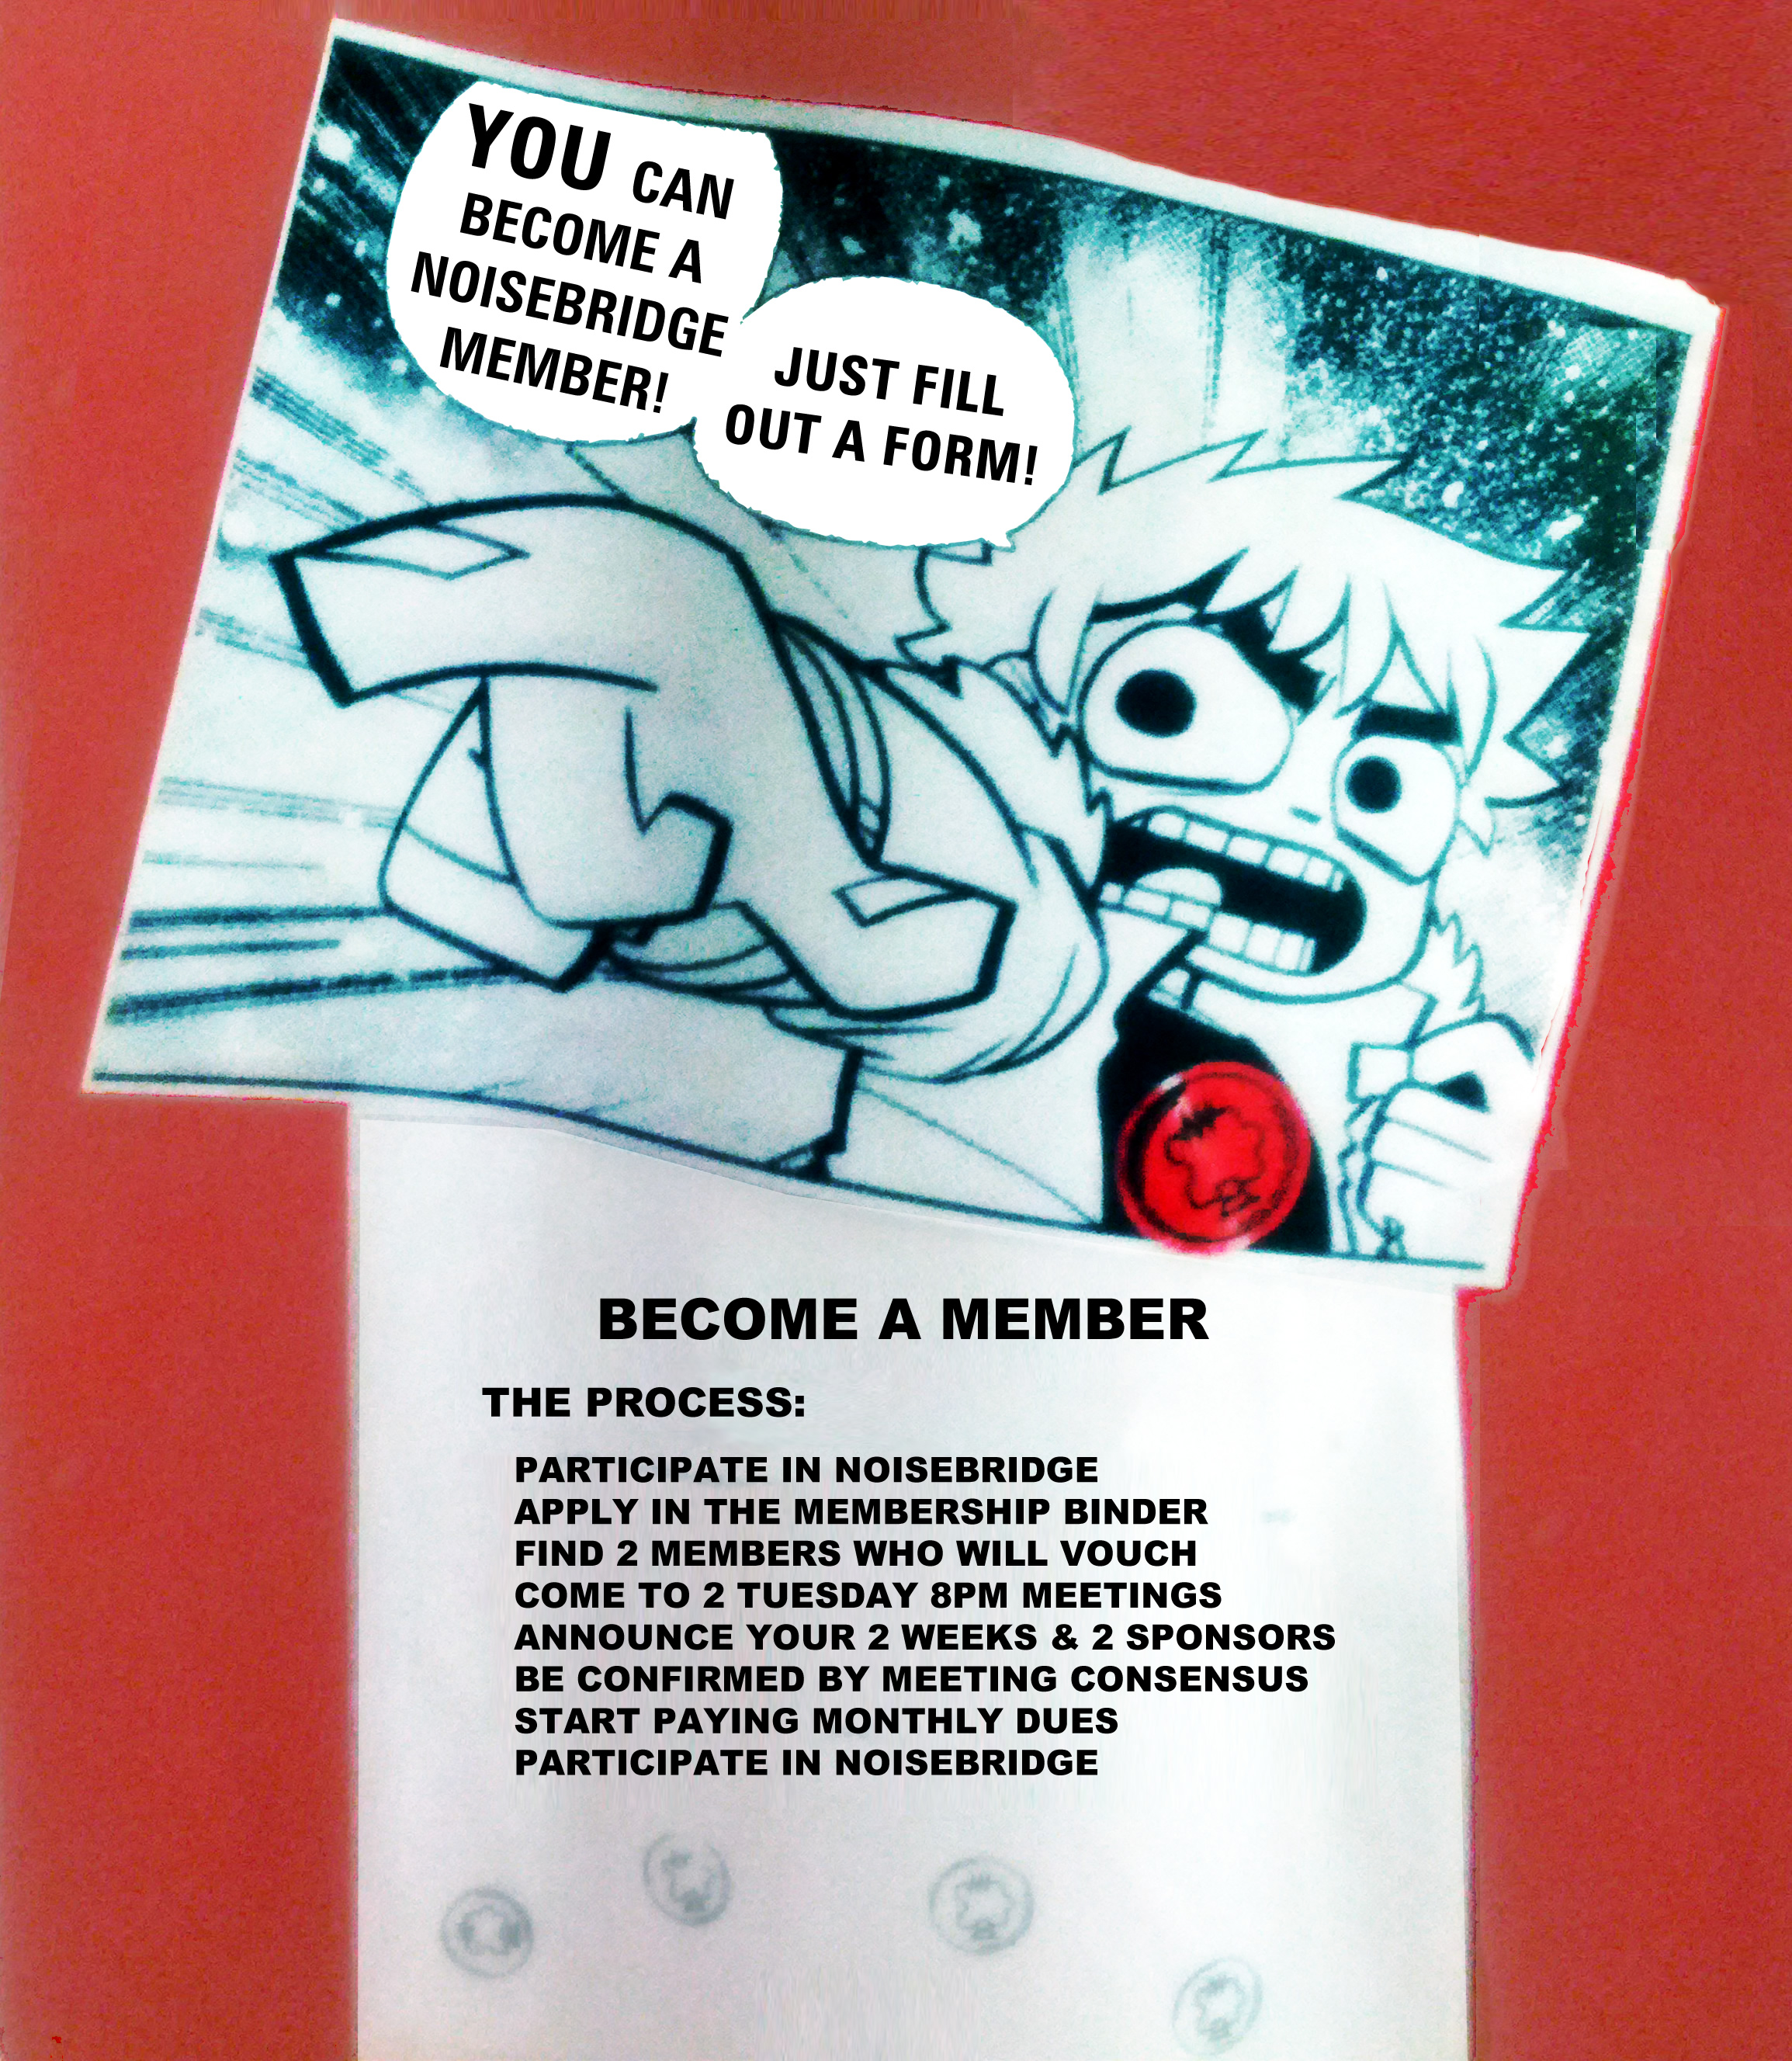 YOU CAN
BECOME A
NOISEBRIDGE
MEMBER!
JUST FILL
OUT A FORM!
BECOME A MEMBER
THE PROCESS:
PARTICIPATE IN NOISEBRIDGE
APPLY IN THE MEMBERSHIP BINDER
FIND 2 MEMBERS WHO WILL VOUCH
COME TO 2 TUESDAY 8PM MEETINGS
ANNOUNCE YOUR 2 WEEKS & 2 SPONSORS
BE CONFIRMED BY MEETING CONSENSUS
START PAYING MONTHLY DUES
PARTICIPATE IN NOISEBRIDGE